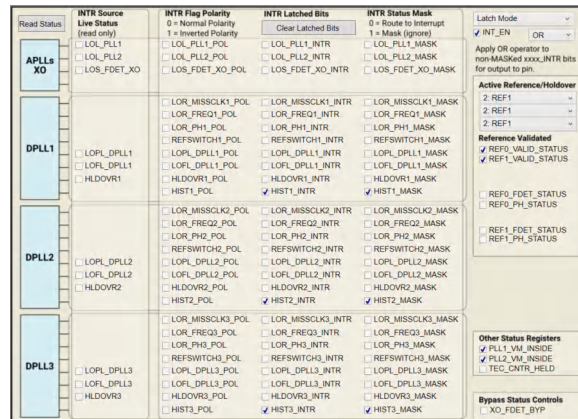 Read Status
INTR Source
Live Status
(read only)
INTR Flag Polarity
0 = Normal Polarity
1 = Inverted Polarity
INTR Latched Bits
Clear Latched Bits
INTR Status Mask
0 = Route to Interrupt
1 = Mask (ignore)
APLLs
XO
LOL_PLL1 LOL_PLL1_POL LOL_PLL1_INTR LOL_PLL1_MASK
LOL_PLL2 LOL_PLL2_POL LOL_PLL2_INTR LOL_PLL2_MASK
LOS_FDET_XO LOS_FDET_XO_POL LOS_FDET_XO_INTR LOS_FDET_XO_MASK
DPLL1
LOR_MISSCLK1_POL LOR_MISSCLK1_INTR LOR_MISSCLK1_MASK
LOR_FREQ1_POL LOR_FREQ1_INTR LOR_FREQ1_MASK
LOR_PH1_POL LOR_PH1_INTR LOR_PH1_MASK
REFSWITCH1_POL REFSWITCH1_INTR REFSWITCH1_MASK
LOPL_DPLL1 LOPL_DPLL1_POL LOPL_DPLL1_INTR LOPL_DPLL1_MASK
LOFL_DPLL1 LOFL_DPLL1_POL LOFL_DPLL1_INTR LOFL_DPLL1_MASK
HLDOVR1 HLDOVR1_POL HLDOVR1_INTR HLDOVR1_MASK
HIST1_POL HIST1_INTR HIST1_MASK
DPLL2
LOR_MISSCLK2_POL LOR_MISSCLK2_INTR LOR_MISSCLK2_MASK
LOR_FREQ2_POL LOR_FREQ2_INTR LOR_FREQ2_MASK
LOR_PH2_POL LOR_PH2_INTR LOR_PH2_MASK
REFSWITCH2_POL REFSWITCH2_INTR REFSWITCH2_MASK
LOPL_DPLL2 LOPL_DPLL2_POL LOPL_DPLL2_INTR LOPL_DPLL2_MASK
LOFL_DPLL2 LOFL_DPLL2_POL LOFL_DPLL2_INTR LOFL_DPLL2_MASK
HLDOVR2 HLDOVR2_POL HLDOVR2_INTR HLDOVR2_MASK
HIST2_POL HIST2_INTR HIST2_MASK
DPLL3
LOR_MISSCLK3_POL LOR_MISSCLK3_INTR LOR_MISSCLK3_MASK
LOR_FREQ3_POL LOR_FREQ3_INTR LOR_FREQ3_MASK
LOR_PH3_POL LOR_PH3_INTR LOR_PH3_MASK
REFSWITCH3_POL REFSWITCH3_INTR REFSWITCH3_MASK
LOPL_DPLL3 LOPL_DPLL3_POL LOPL_DPLL3_INTR LOPL_DPLL3_MASK
LOFL_DPLL3 LOFL_DPLL3_POL LOFL_DPLL3_INTR LOFL_DPLL3_MASK
HLDOVR3 HLDOVR3_POL HLDOVR3_INTR HLDOVR3_MASK
HIST3_POL HIST3_INTR HIST3_MASK
Latch Mode
INT_EN OR
Apply OR operator to
non-MASKed xxxx_INTR bits
for output to pin.
Active Reference/Holdover
2: REF1
2: REF1
2: REF1
Reference Validated
REF0_VALID_STATUS
REF1_VALID_STATUS
REF0_FDET_STATUS
REF0_PH_STATUS
REF1_FDET_STATUS
REF1_PH_STATUS
Other Status Registers
PLL1_VM_INSIDE
PLL2_VM_INSIDE
TEC_CNTR_HELD
Bypass Status Controls
XO_FDET_BYP